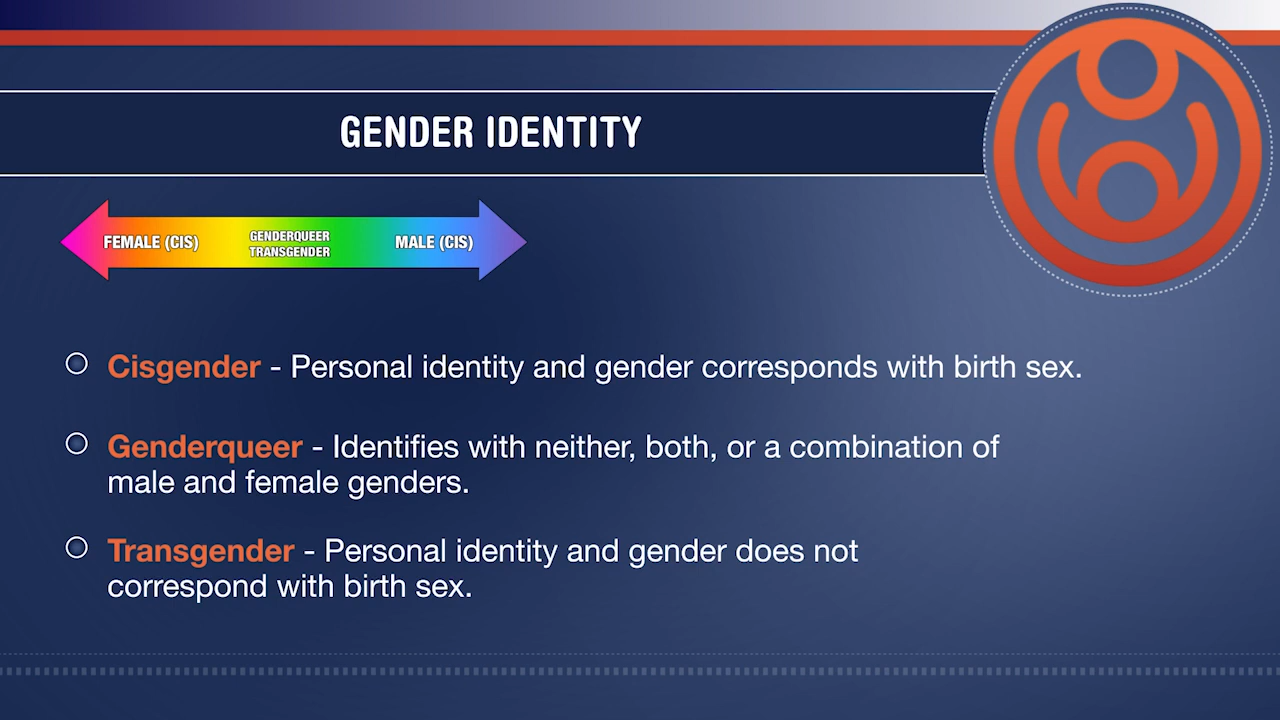 GENDER IDENTITY
FEMALE (CIS)
GENDERQUEER
TRANSGENDER
MALE (CIS)
Cisgender - Personal identity and gender corresponds with birth sex.
Genderqueer - Identifies with neither, both, or a combination of
male and female genders.
Transgender - Personal identity and gender does not
correspond with birth sex.